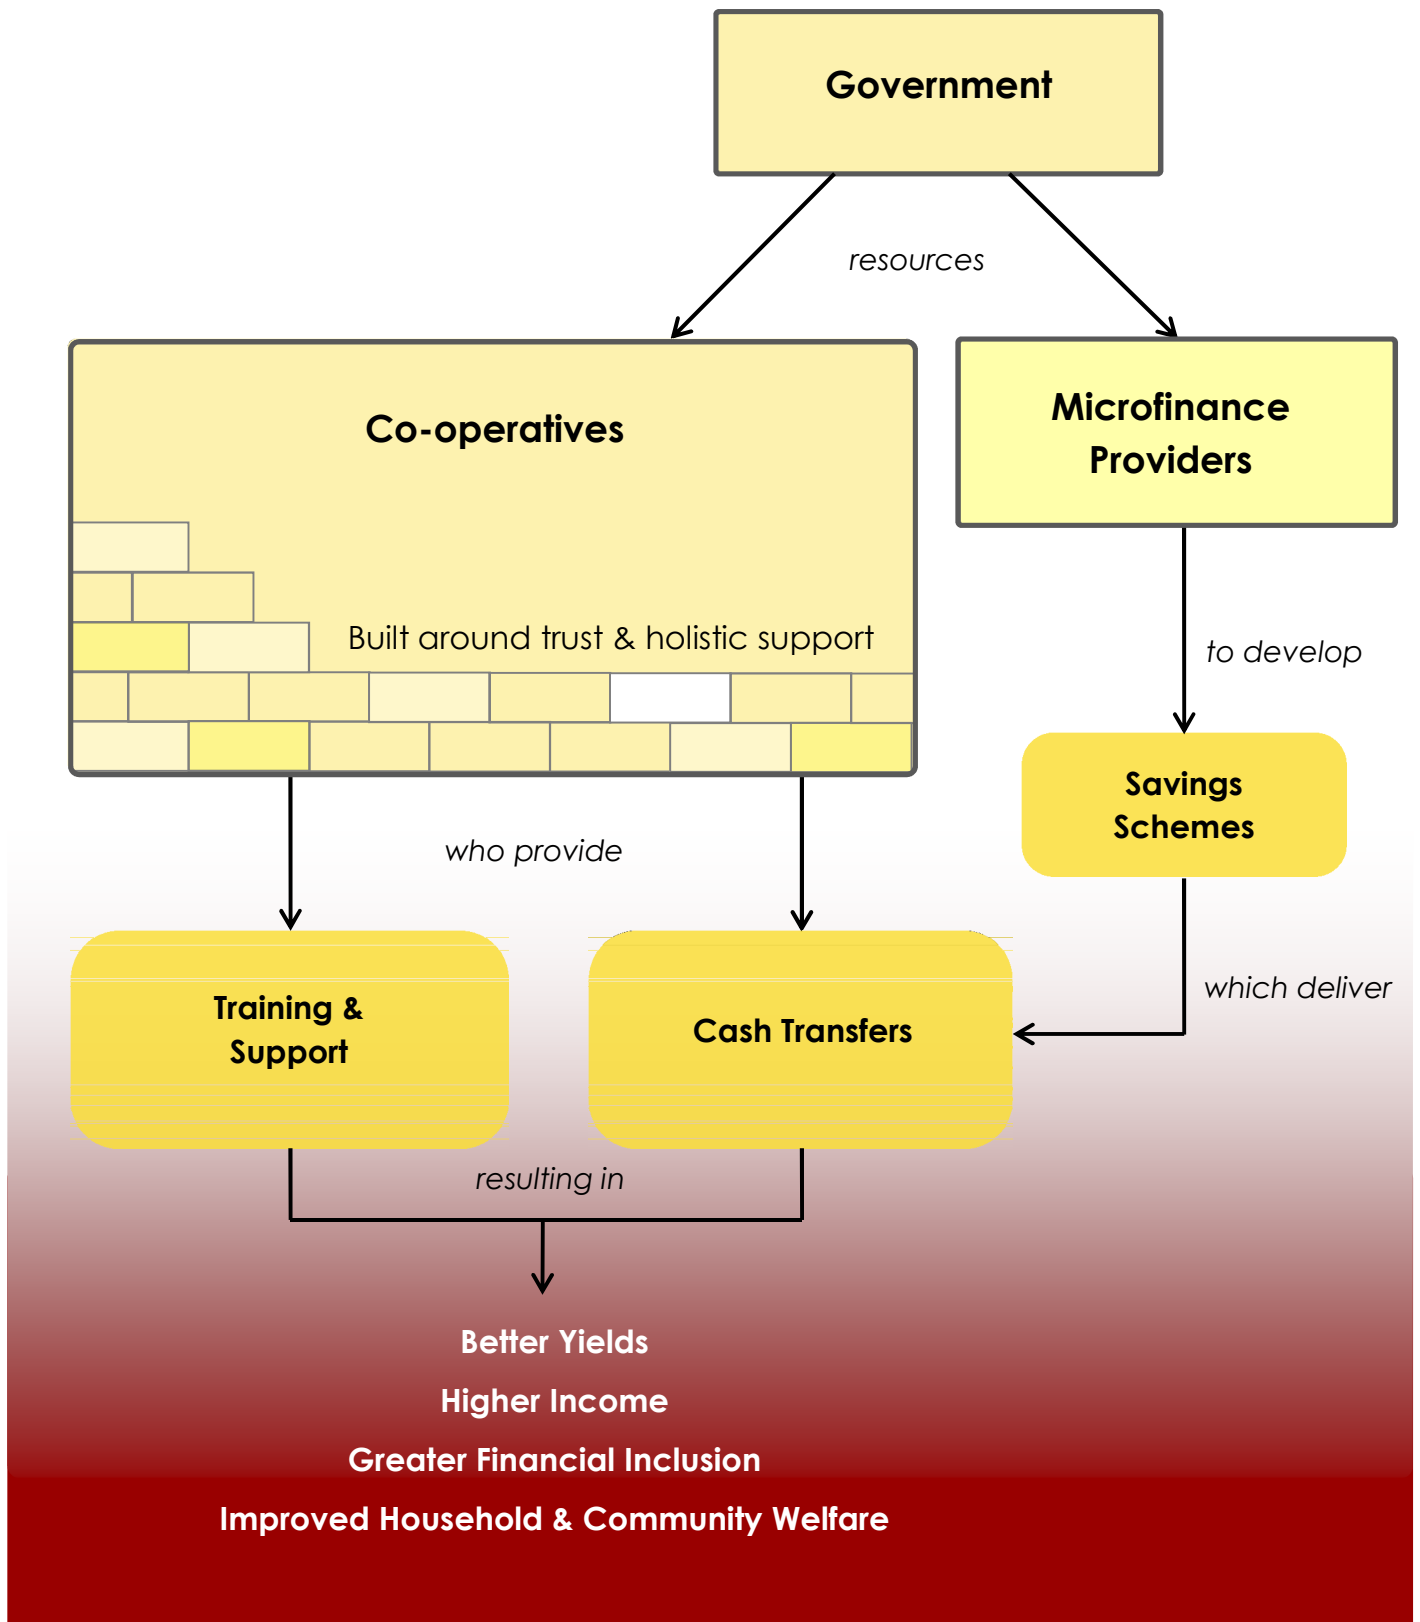 Government
resources
Co-operatives
Microfinance
Providers
Built around trust & holistic support
to develop
Savings
Schemes
who provide
which deliver
Training &
Support
Cash Transfers
resulting in
Better Yields
Higher Income
Greater Financial Inclusion
Improved Household & Community Welfare